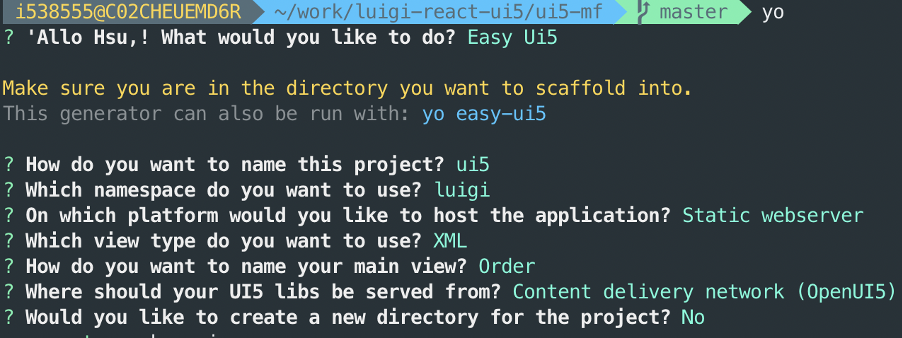 i538555@C02CHEUEMD6R ~/work/luigi-react-ui5/ui5-mf master yo
? 'Allo Hsu,! What would you like to do? Easy Ui5
Make sure you are in the directory you want to scaffold into.
This generator can also be run with: yo easy-ui5
? How do you want to name this project? ui5
? Which namespace do you want to use? luigi
? On which platform would you like to host the application? Static webserver
? Which view type do you want to use? XML
? How do you want to name your main view? Order
? Where should your UI5 libs be served from? Content delivery network (OpenUI5)
? Would you like to create a new directory for the project? No